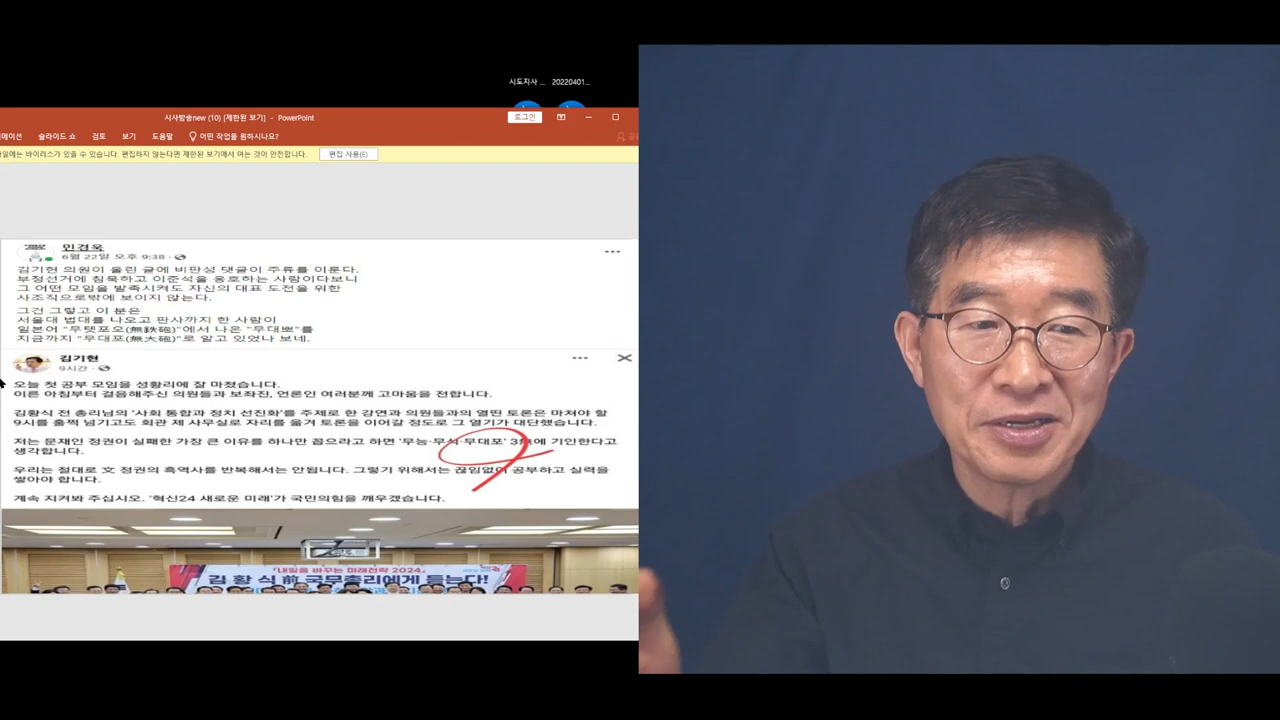 시도지사 ...
20220401...
시사방송new (10) [제한된 보기] - PowerPoint
로그인
메이션 슬라이드 쇼 검토 보기 도움말 어떤 작업을 원하시나요?
일에는 바이러스가 있을 수 있습니다. 편집하지 않는다면 제한된 보기에서 여는 것이 안전합니다.
편집 사용(E)
민경욱
6월 22일 오후 9:38
김기현 의원이 올린 글에 비판성 댓글이 주류를 이룬다.
부정선거에 침묵하고 이준석을 옹호하는 사람이다보니
그 어떤 모임을 발족시켜도 자신의 대표 도전을 위한
사조직으로밖에 보이지 않는다.
그건 그렇고 이 분은
서울대 법대를 나오고 판사까지 한 사람이
일본어 "무뎃포오(無鉄砲)"에서 나온 "무대뽀"를
지금까지 "무대포(無大砲)"로 알고 있었나 보네.
김기현
9시간
오늘 첫 공부 모임을 성황리에 잘 마쳤습니다.
이른 아침부터 걸음해주신 의원들과 보좌진, 언론인 여러분께 고마움을 전합니다.
김황식 전 총리님의 '사회 통합과 정치 선진화'를 주제로 한 강연과 의원들과의 열띤 토론은 마쳐야 할
9시를 훌쩍 넘기고도 회관 제 사무실로 자리를 옮겨 토론을 이어갈 정도로 그 열기가 대단했습니다.
저는 문재인 정권이 실패한 가장 큰 이유를 하나만 꼽으라고 하면 '무능·무식·무대포' 3無에 기인한다고
생각합니다.
우리는 절대로 文 정권의 흑역사를 반복해서는 안됩니다. 그렇기 위해서는 끊임없이 공부하고 실력을
쌓아야 합니다.
계속 지켜봐 주십시오. '혁신24 새로운 미래'가 국민의힘을 깨우겠습니다.
「내일을 바꾸는 미래전략 2024」
김 황 식 前 국무총리에게 듣는다!